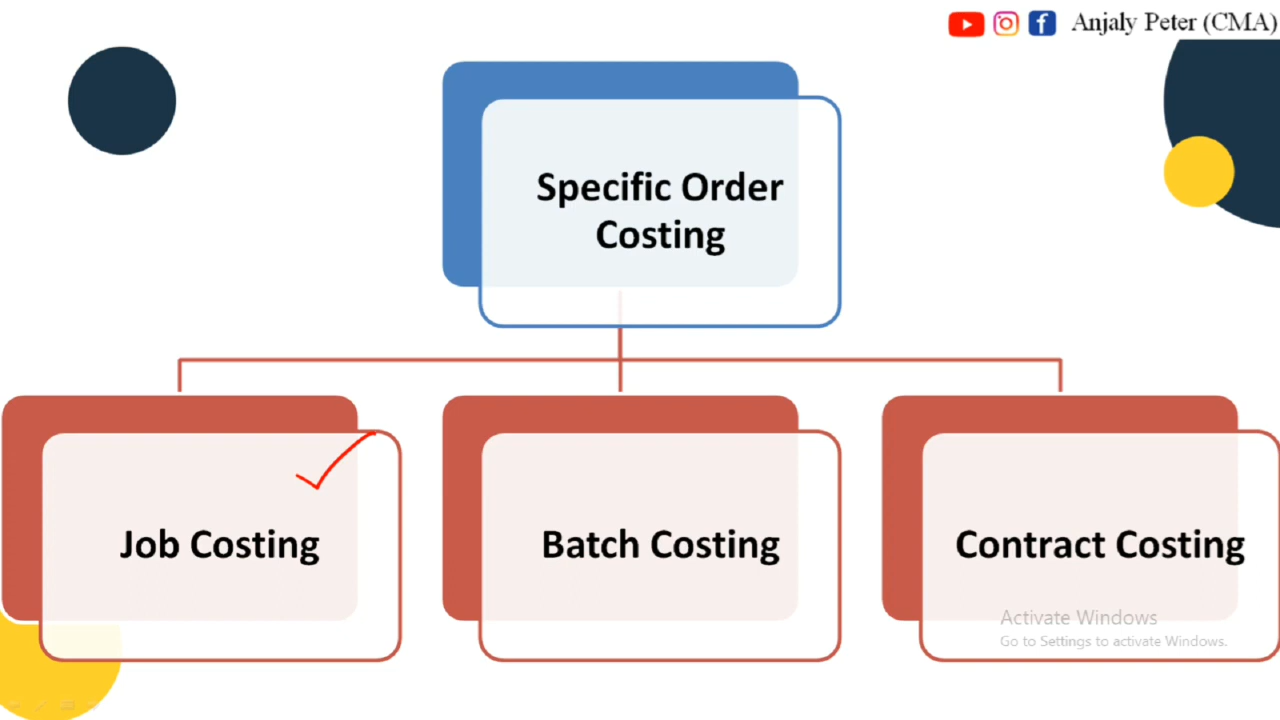 Anjaly Peter (CMA)
Specific Order
Costing
Job Costing
Batch Costing
Contract Costing
Activate Windows
Go to Settings to activate Windows.